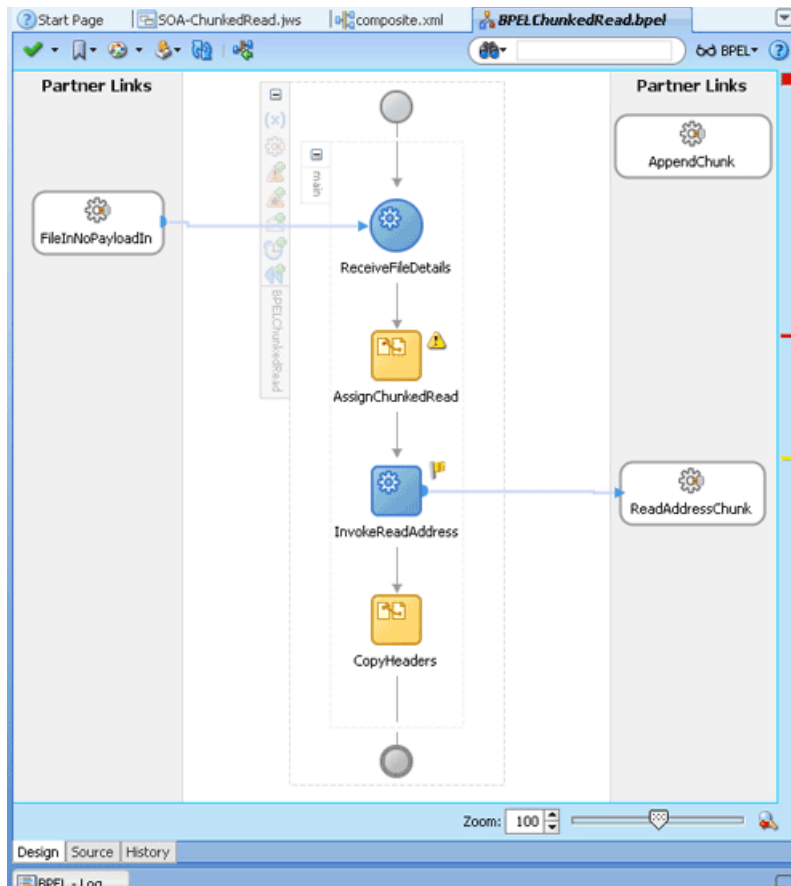 Start Page
SOA-ChunkedRead.jws
composite.xml
BPELChunkedRead.bpel
BPEL
Partner Links
Partner Links
AppendChunk
main
FileInNoPayloadIn
ReceiveFileDetails
BPELChunkedRead
AssignChunkedRead
InvokeReadAddress
ReadAddressChunk
CopyHeaders
Zoom: 100
Design Source History
BPEL - Log